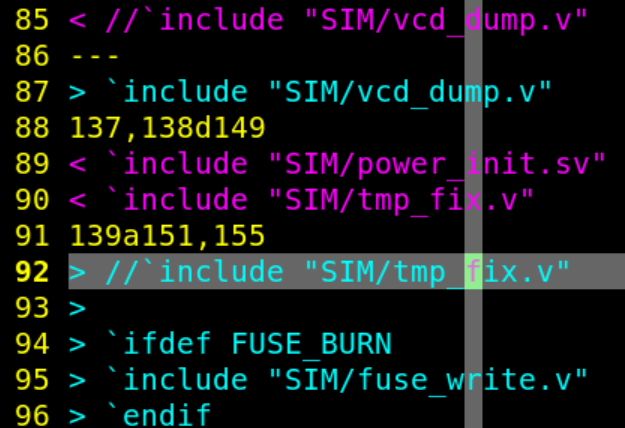 85 < //`include "SIM/vcd_dump.v"
86 ---
87 > `include "SIM/vcd_dump.v"
88 137,138d149
89 < `include "SIM/power_init.sv"
90 < `include "SIM/tmp_fix.v"
91 139a151,155
92 > //`include "SIM/tmp_fix.v"
93 >
94 > `ifdef FUSE_BURN
95 > `include "SIM/fuse_write.v"
96 > `endif